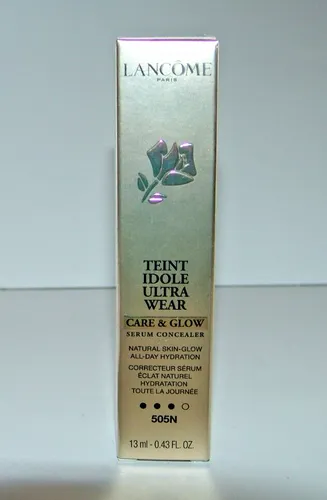 LANCÔME
PARIS
TEINT
IDOLE
ULTRA
WEAR
CARE & GLOW
SERUM CONCEALER
NATURAL SKIN-GLOW
ALL-DAY HYDRATION
CORRECTEUR SÉRUM
ÉCLAT NATUREL
HYDRATATION
TOUTE LA JOURNÉE
505N
13 ml - 0.43 FL. OZ.